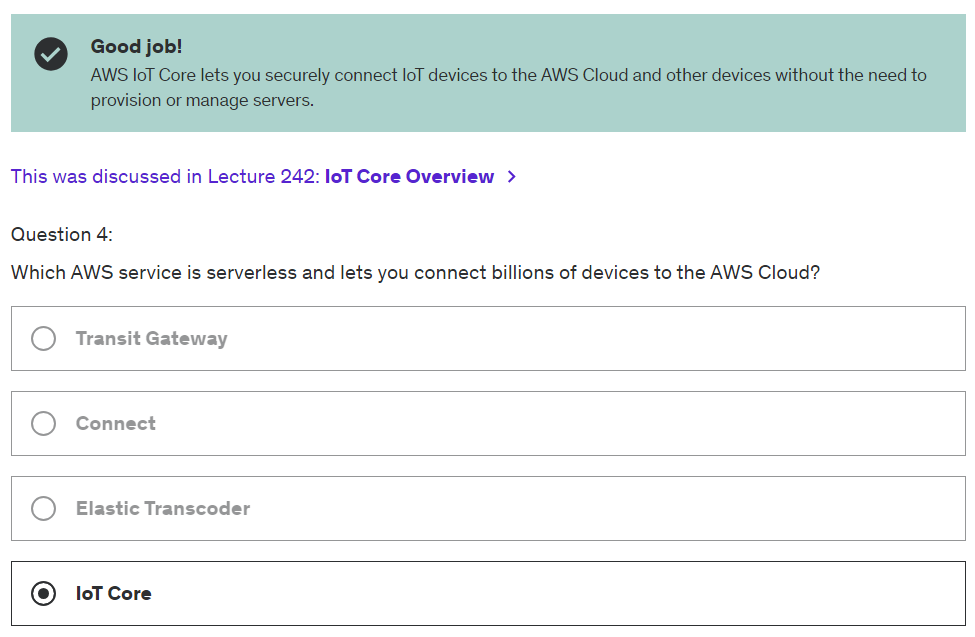 Good job!
AWS IoT Core lets you securely connect IoT devices to the AWS Cloud and other devices without the need to
provision or manage servers.
This was discussed in Lecture 242: IoT Core Overview >
Question 4:
Which AWS service is serverless and lets you connect billions of devices to the AWS Cloud?
Transit Gateway
Connect
Elastic Transcoder
IoT Core